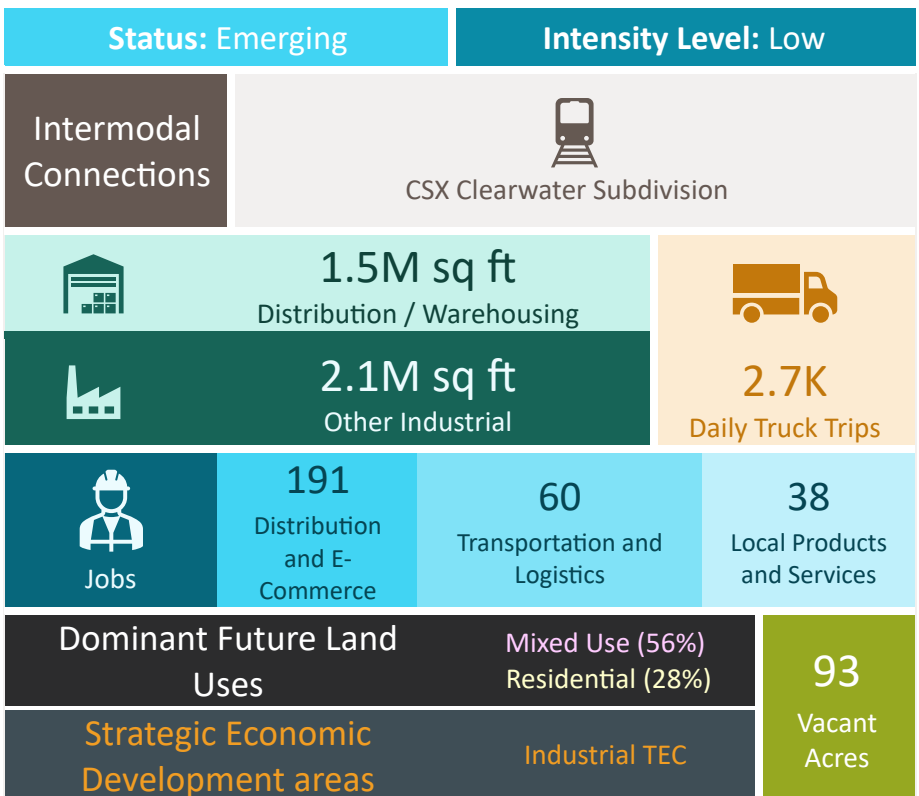 Status: Emerging
Intensity Level: Low
Intermodal
Connections
CSX Clearwater Subdivision
1.5M sq ft
Distribution / Warehousing
2.1M sq ft
Other Industrial
2.7K
Daily Truck Trips
Jobs
191
Distribution
and E-
Commerce
60
Transportation and
Logistics
38
Local Products
and Services
Dominant Future Land
Uses
Mixed Use (56%)
Residential (28%)
Strategic Economic
Development areas
Industrial TEC
93
Vacant
Acres